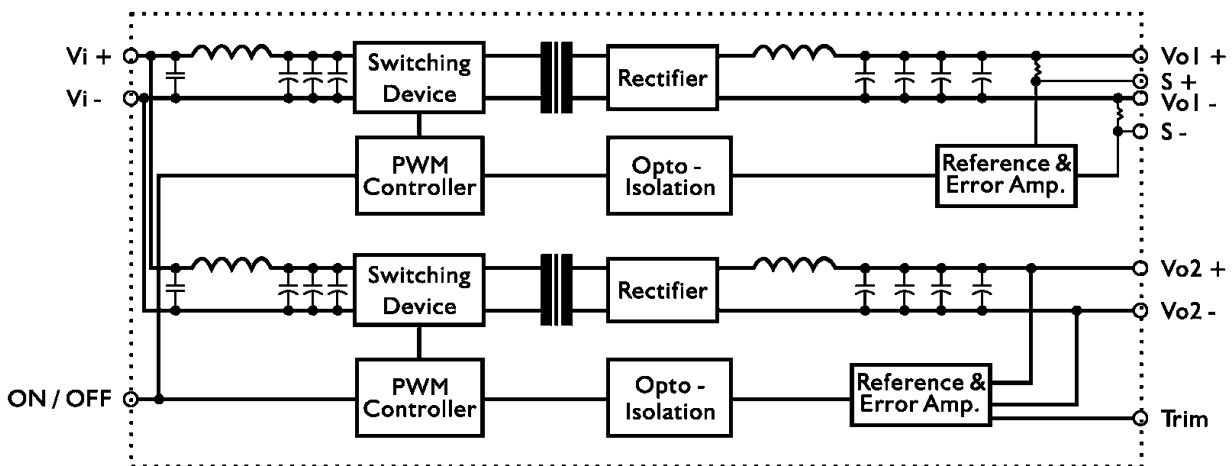 Vi +
Vi -
Switching
Device
Rectifier
Vo1 +
S +
Vo1 -
S -
PWM
Controller
Opto -
Isolation
Reference &
Error Amp.
Switching
Device
Rectifier
Vo2 +
Vo2 -
ON / OFF
PWM
Controller
Opto -
Isolation
Reference &
Error Amp.
Trim